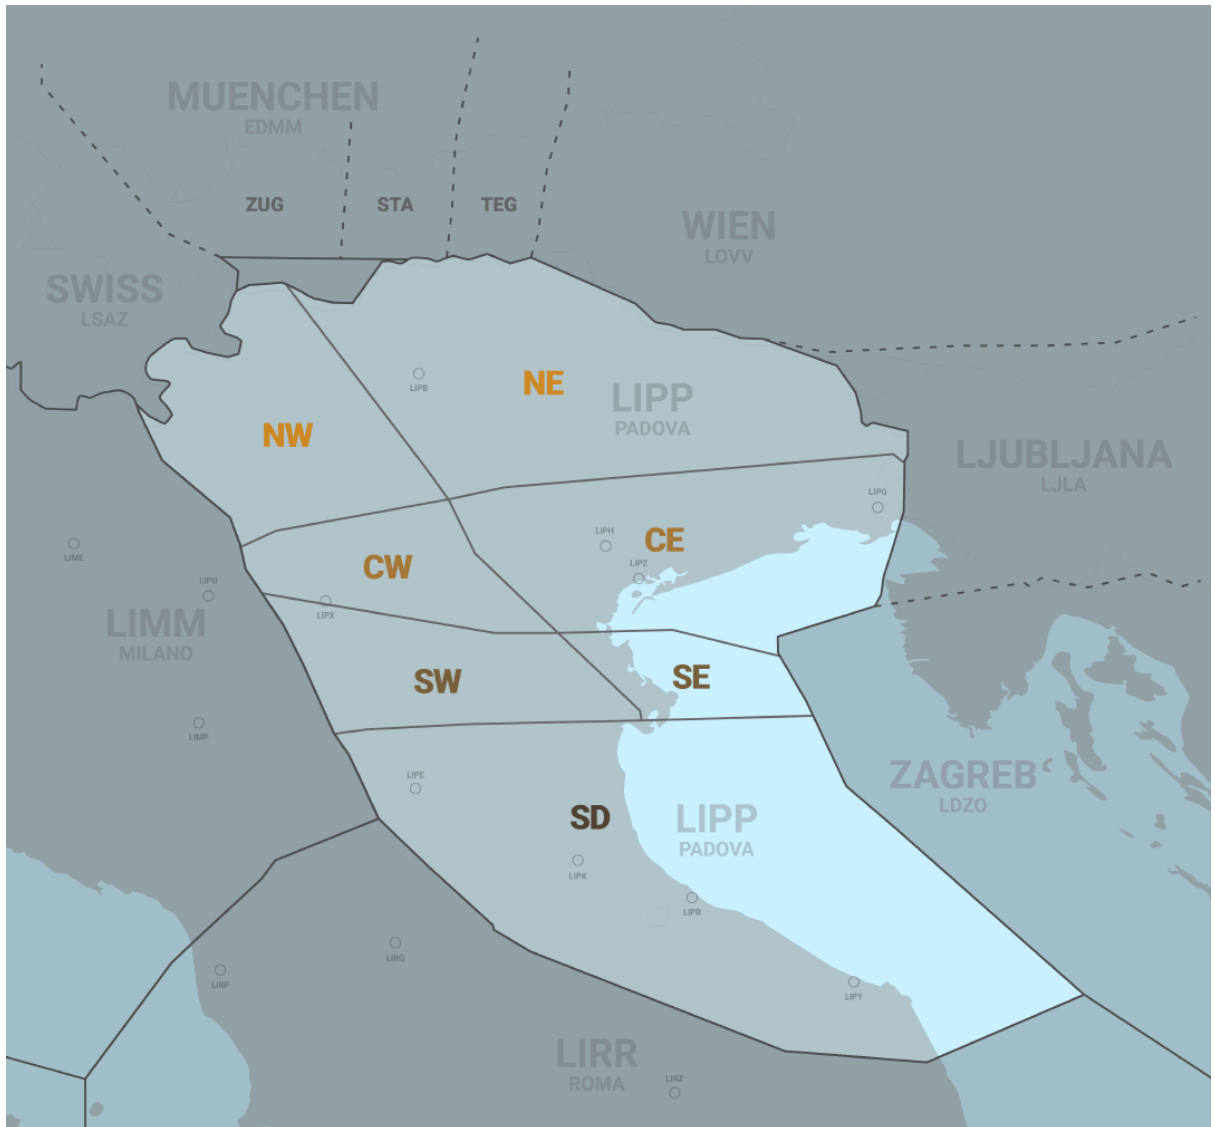 MUENCHEN
EDMM
ZUG
STA
TEG
WIEN
LOVV
SWISS
LSAZ
LIPB
NE
LIPP
PADOVA
NW
LJUBLJANA
LJLA
LIPQ
LIME
LIPH
CE
CW
LIPZ
LIPO
LIPX
LIMM
MILANO
SW
SE
LIMP
LIPE
ZAGREB‘
LDZO
SD
LIPP
PADOVA
LIPK
LIPR
LIRQ
LIRP
LIPY
LIRR
ROMA
LIRZ